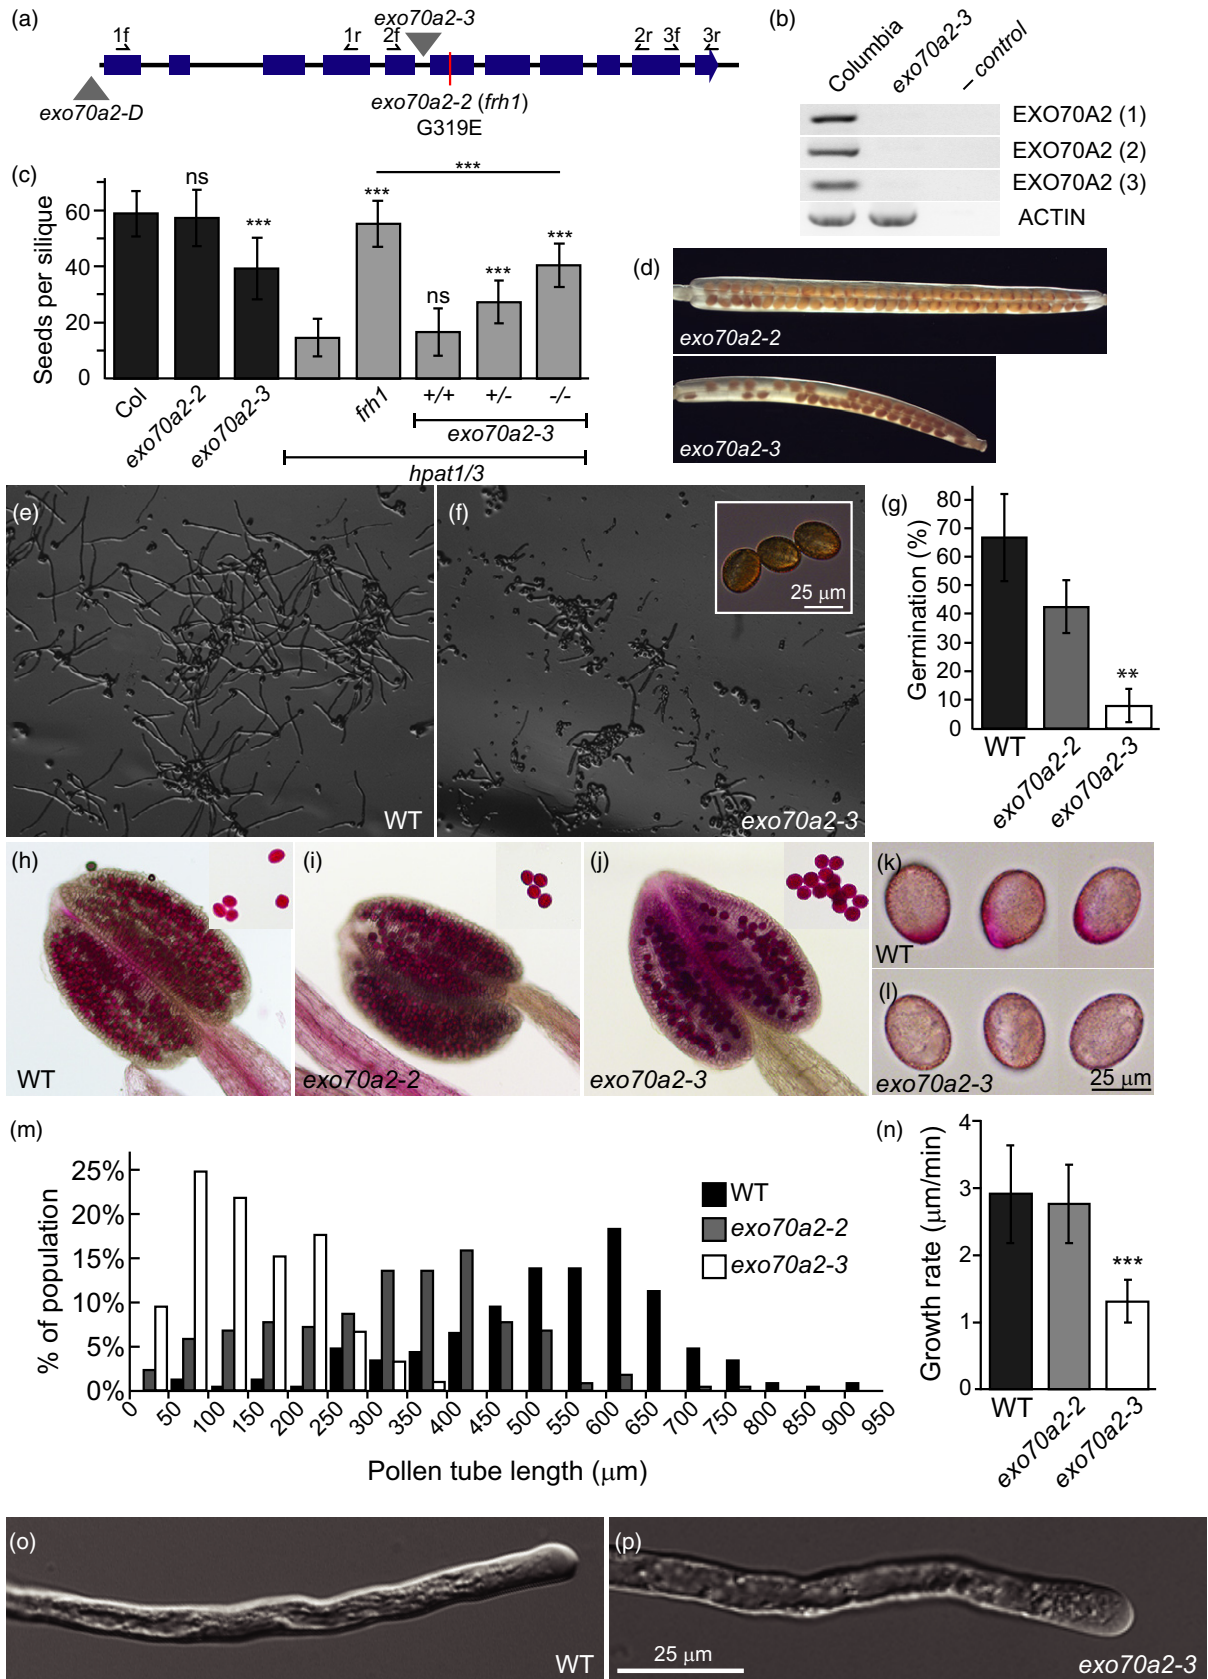 (a)
exo70a2-3
1f
1r
2f
2r
3f
3r
exo70a2-D
exo70a2-2 (frh1)
G319E
(b)
Columbia
exo70a2-3
– control
EXO70A2 (1)
EXO70A2 (2)
EXO70A2 (3)
ACTIN
(c)
Seeds per silique
60
40
20
0
ns
***
***
ns
***
***
***
Col
exo70a2-2
exo70a2-3
frh1
+/+
+/-
-/-
exo70a2-3
hpat1/3
(d)
exo70a2-2
exo70a2-3
(e)
WT
(f)
25 µm
exo70a2-3
(g)
Germination (%)
80
70
60
50
40
30
20
10
0
**
WT
exo70a2-2
exo70a2-3
(h)
WT
(i)
exo70a2-2
(j)
exo70a2-3
(k)
WT
(l)
exo70a2-3
25 µm
(m)
% of population
25%
20%
15%
10%
5%
0%
WT
exo70a2-2
exo70a2-3
0
50
100
150
200
250
300
350
400
450
500
550
600
650
700
750
800
850
900
950
Pollen tube length (µm)
(n)
Growth rate (µm/min)
4
3
2
1
0
***
WT
exo70a2-2
exo70a2-3
(o)
WT
(p)
25 µm
exo70a2-3